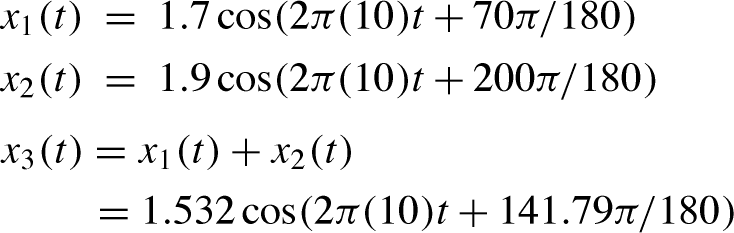 x₁(t) = 1.7 cos(2π(10)t + 70π/180)
x₂(t) = 1.9 cos(2π(10)t + 200π/180)
x₃(t) = x₁(t) + x₂(t)
= 1.532 cos(2π(10)t + 141.79π/180)